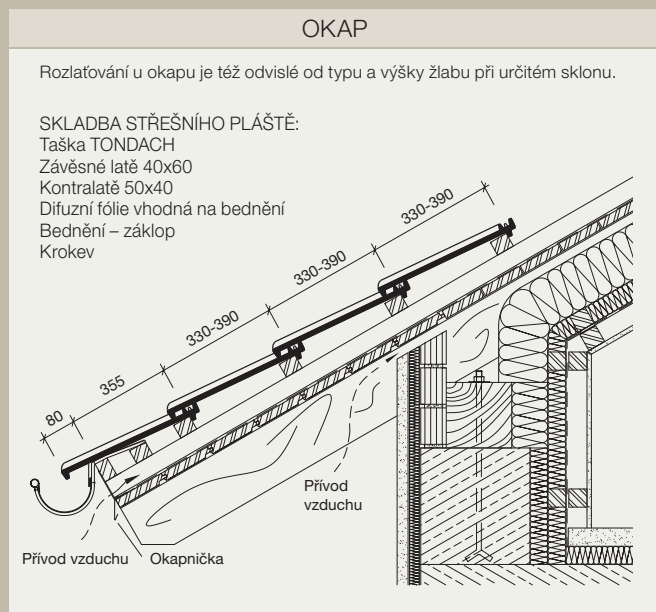 OKAP
Rozlaťování u okapu je též odvislé od typu a výšky žlabu při určitém sklonu.
SKLADBA STŘEŠNÍHO PLÁŠTĚ:
Taška TONDACH
Závěsné latě 40x60
Kontralatě 50x40
Difuzní fólie vhodná na bednění
Bednění – záklop
Krokev
330-390
330-390
330-390
355
80
Přívod
vzduchu
Přívod vzduchu
Okapnička